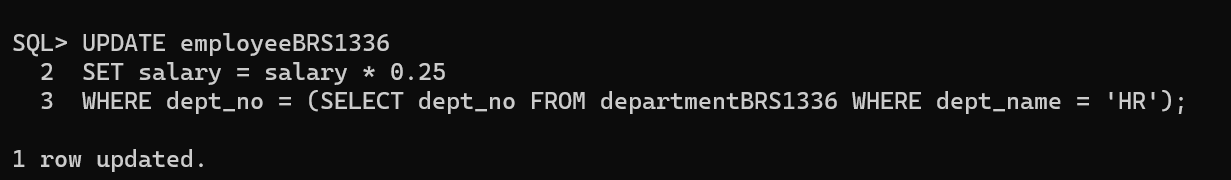 SQL> UPDATE employeeBRS1336
  2  SET salary = salary * 0.25
  3  WHERE dept_no = (SELECT dept_no FROM departmentBRS1336 WHERE dept_name = 'HR');
1 row updated.